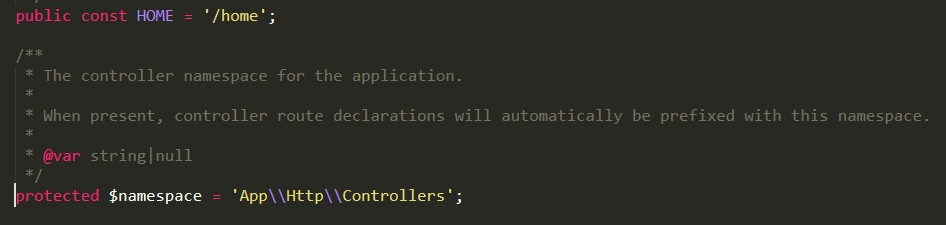 public const HOME = '/home';
/**
* The controller namespace for the application.
*
* When present, controller route declarations will automatically be prefixed with this namespace.
*
* @var string|null
*/
protected $namespace = 'App\\Http\\Controllers';